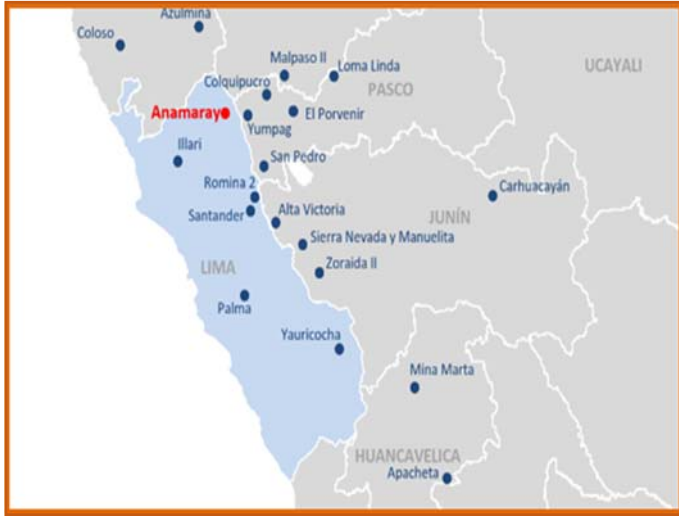 Azulmina
Coloso
Malpaso II
Loma Linda
UCAYALI
Colquipucro
PASCO
Anamaray
El Porvenir
Yumpag
Illari
San Pedro
Romina 2
Carhuacayán
Santander
Alta Victoria
JUNÍN
Sierra Nevada y Manuelita
LIMA
Zoraida II
Palma
Yauricocha
Mina Marta
HUANCAVELICA
Apacheta